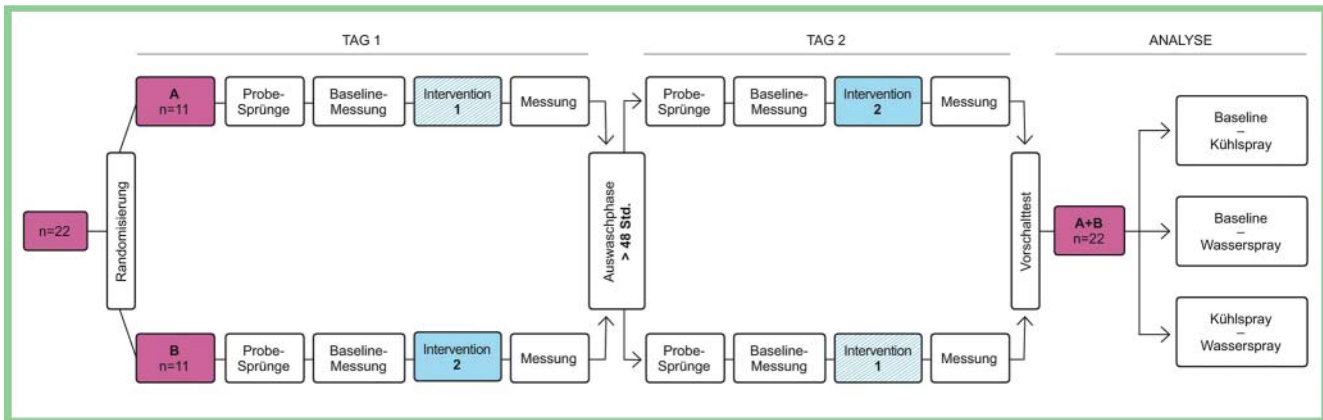 TAG 1
TAG 2
ANALYSE
n=22
Randomisierung
A
n=11
Probe-
Sprünge
Baseline-
Messung
Intervention
1
Messung
B
n=11
Probe-
Sprünge
Baseline-
Messung
Intervention
2
Messung
Auswaschphase
> 48 Std.
Probe-
Sprünge
Baseline-
Messung
Intervention
2
Messung
Probe-
Sprünge
Baseline-
Messung
Intervention
1
Messung
Vorschalttest
A+B
n=22
Baseline
–
Kühlspray
Baseline
–
Wasserspray
Kühlspray
–
Wasserspray